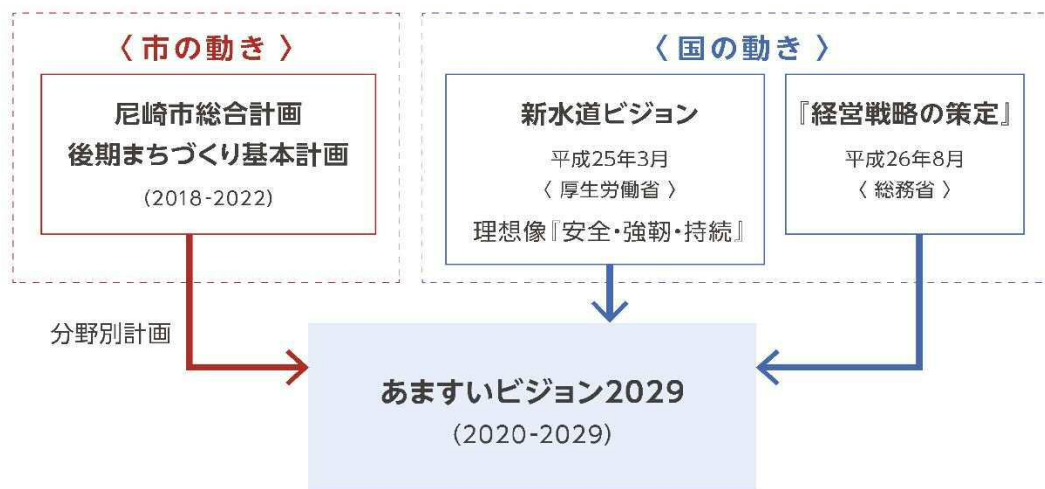 〈 市の動き 〉
尼崎市総合計画
後期まちづくり基本計画
(2018-2022)
〈 国の動き 〉
新水道ビジョン
平成25年3月
〈 厚生労働省 〉
理想像『安全・強靭・持続』
『経営戦略の策定』
平成26年8月
〈 総務省 〉
分野別計画
あますいビジョン2029
(2020-2029)